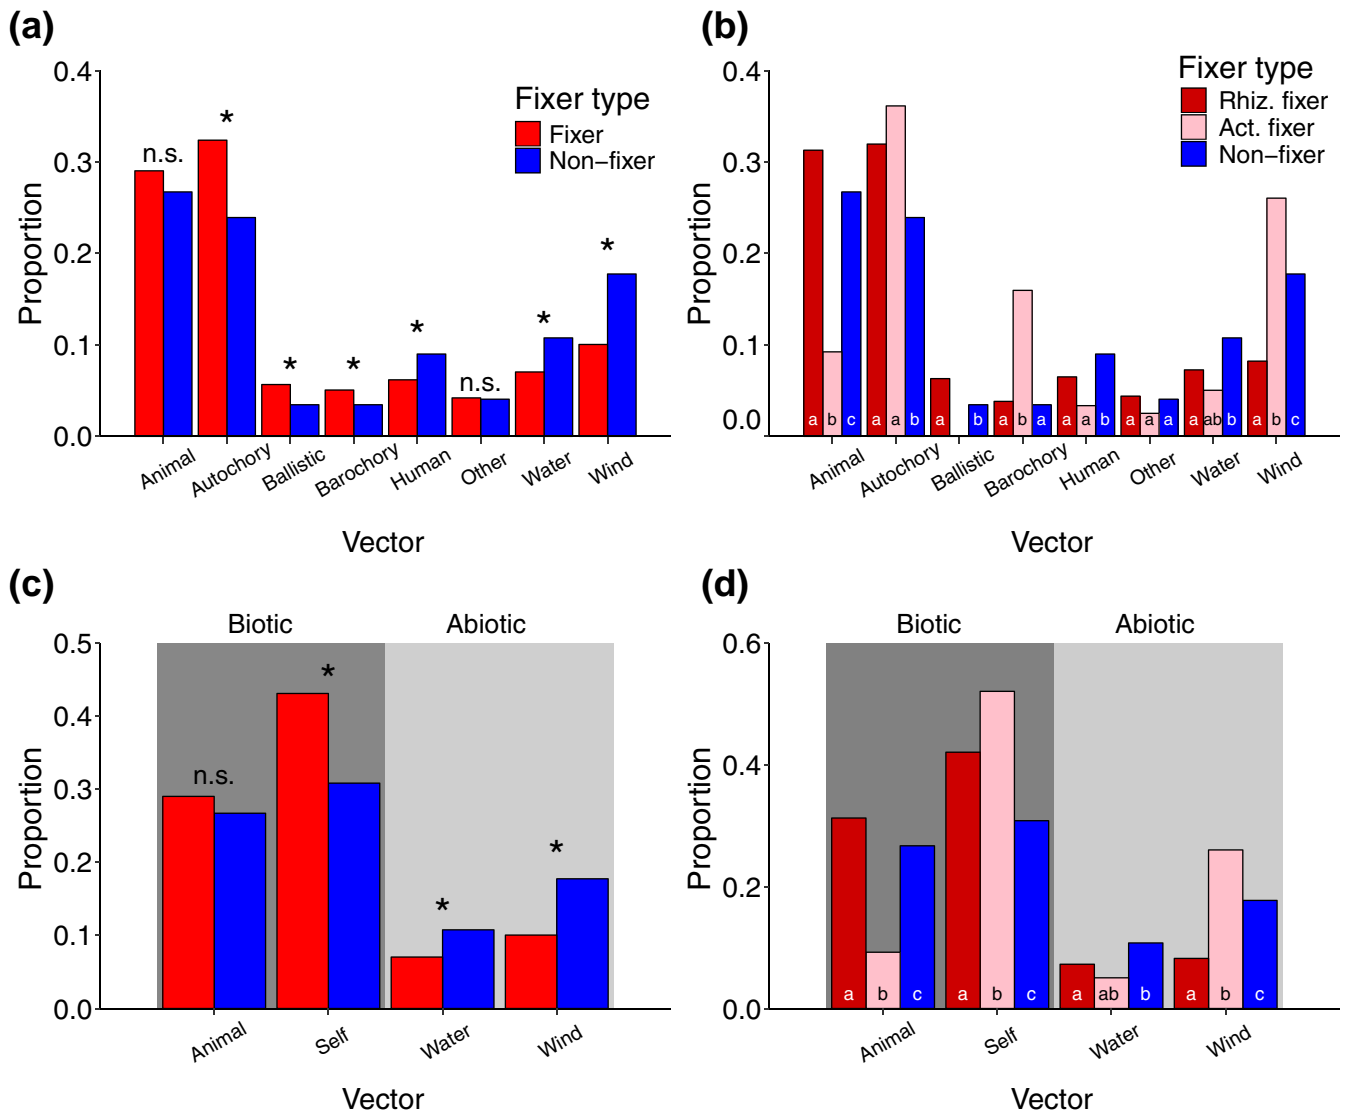 (a)
0.4
0.3
0.2
0.1
0.0
Proportion
Fixer type
Fixer
Non−fixer
n.s.
*
*
*
*
n.s.
*
*
Animal
Autochory
Ballistic
Barochory
Human
Other
Water
Wind
Vector
(b)
0.4
0.3
0.2
0.1
0.0
Proportion
Fixer type
Rhiz. fixer
Act. fixer
Non−fixer
a b c a a b a b a b a a a b a a a a ab b a b c
Animal
Autochory
Ballistic
Barochory
Human
Other
Water
Wind
Vector
(c)
Biotic Abiotic
0.5
0.4
0.3
0.2
0.1
0.0
Proportion
n.s.
*
*
*
Animal
Self
Water
Wind
Vector
(d)
Biotic Abiotic
0.6
0.4
0.2
0.0
Proportion
a b c a b c a ab b a b c
Animal
Self
Water
Wind
Vector